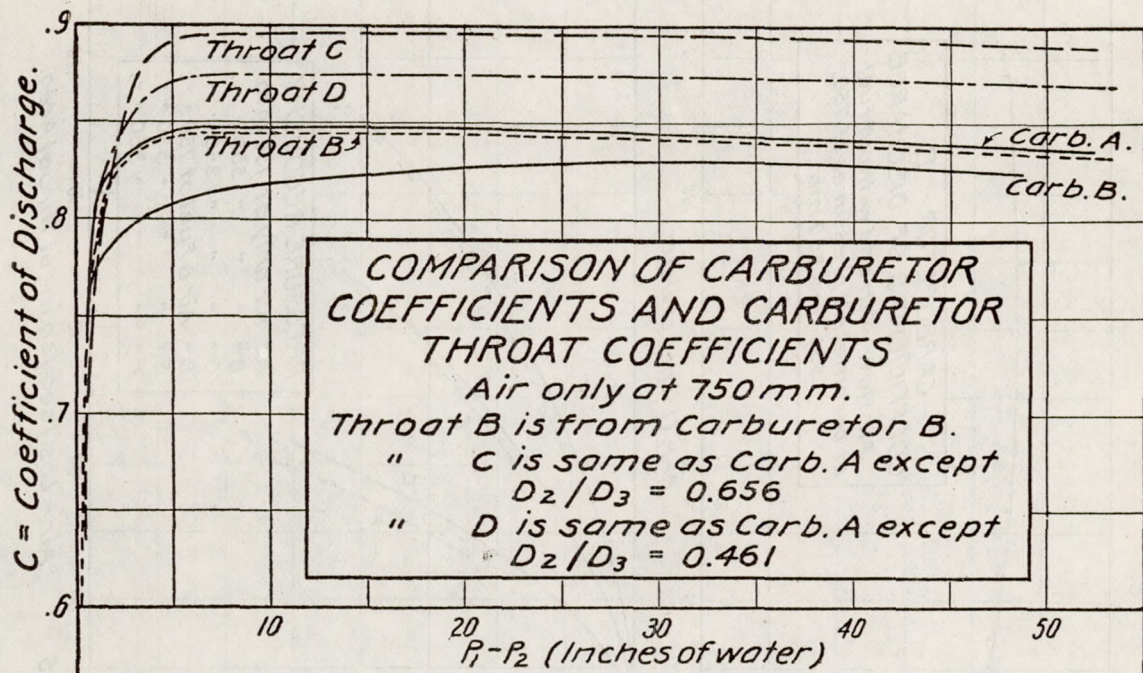 .9
Throat C
Throat D
Throat B
Carb. A.
Carb. B.
.8
.7
.6
C = Coefficient of Discharge.
COMPARISON OF CARBURETOR
COEFFICIENTS AND CARBURETOR
THROAT COEFFICIENTS
Air only at 750 mm.
Throat B is from Carburetor B.
" C is same as Carb. A except
D2/D3 = 0.656
" D is same as Carb. A except
D2/D3 = 0.461
10 20 30 40 50
P1-P2 (Inches of water)